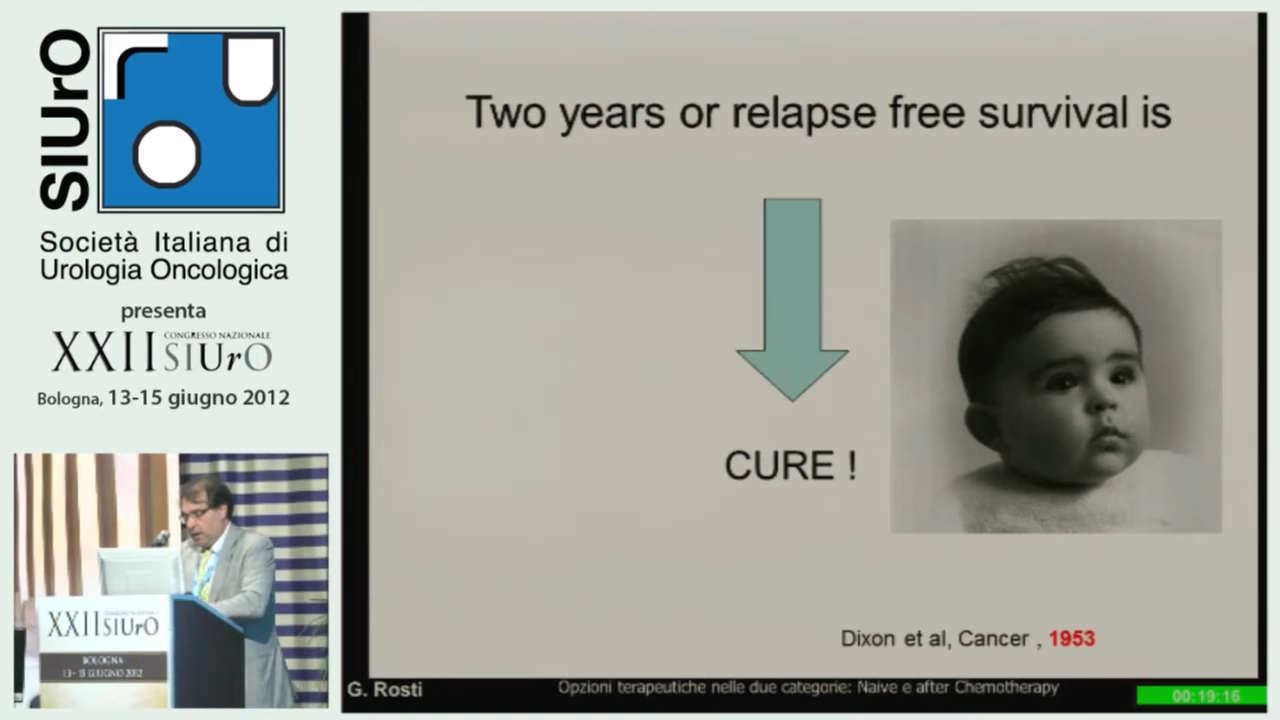 SIUrO
Società Italiana di
Urologia Oncologica
presenta
XXII CONGRESSO NAZIONALE
SIUrO
Bologna, 13-15 giugno 2012
XXII SIUrO
BOLOGNA
13 - 15 GIUGNO 2012
Two years or relapse free survival is
CURE !
Dixon et al, Cancer , 1953
G. Rosti
Opzioni terapeutiche nelle due categorie: Naive e after Chemotherapy
00:19:16